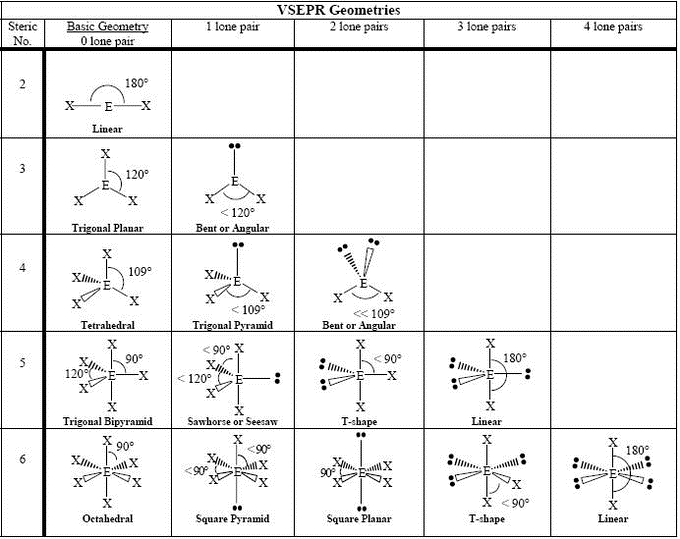 VSEPR Geometries
Steric No.
Basic Geometry 0 lone pair
1 lone pair
2 lone pairs
3 lone pairs
4 lone pairs
2
180°
X E X
Linear
3
X
120°
E
X X
Trigonal Planar
E
X X
< 120°
Bent or Angular
4
X
109°
X E
X X
Tetrahedral
X E
X X
< 109°
Trigonal Pyramid
E
X X
<< 109°
Bent or Angular
5
X
90°
X
120° E X
X
X
Trigonal Bipyramid
< 90° X
X
< 120° E
X
X
Sawhorse or Seesaw
X
< 90°
E X
X
T-shape
X
180°
E
X
Linear
6
X
90°
X X
E
X X
X
Octahedral
X
<90°
X X
<90° E
X X
Square Pyramid
X X
90° E
X X
Square Planar
X
E
X
X < 90°
T-shape
X
180°
E
X
Linear